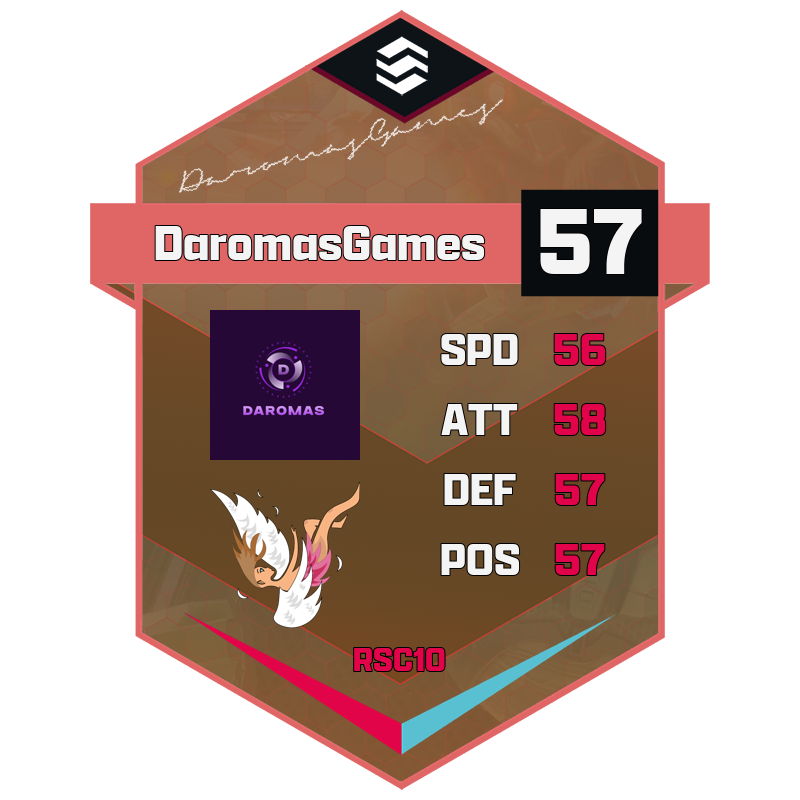 DaromasGames
DaromasGames 57
D
DAROMAS
SPD 56
ATT 58
DEF 57
POS 57
RSC10